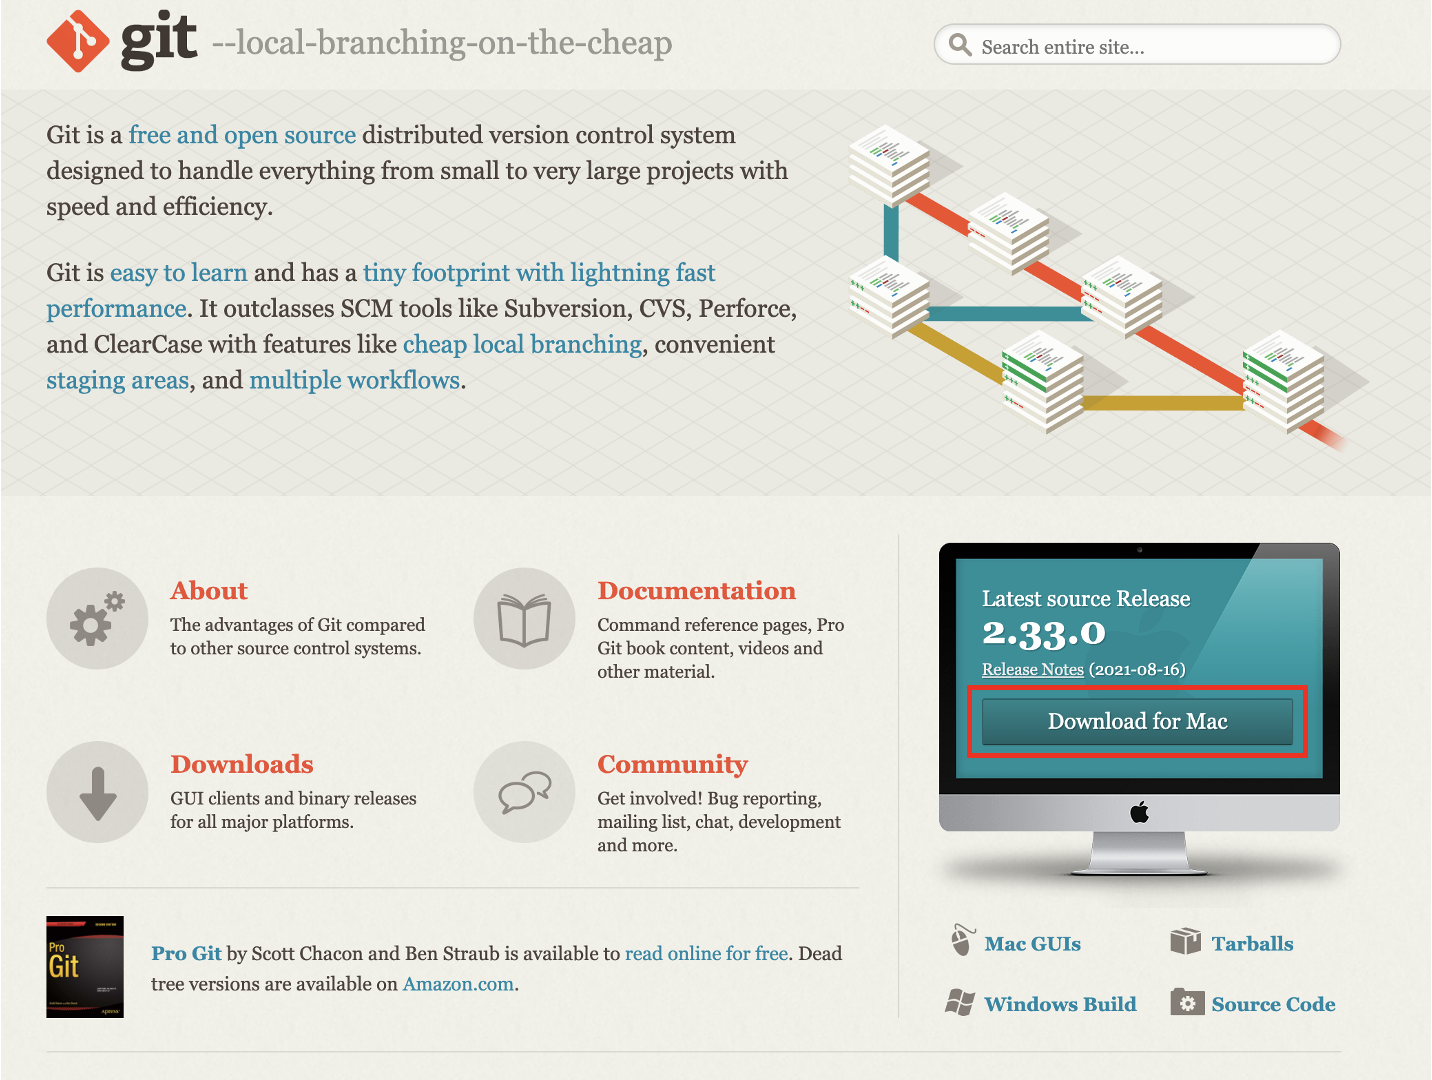 git --local-branching-on-the-cheap
Search entire site...
Git is a free and open source distributed version control system
designed to handle everything from small to very large projects with
speed and efficiency.
Git is easy to learn and has a tiny footprint with lightning fast
performance. It outclasses SCM tools like Subversion, CVS, Perforce,
and ClearCase with features like cheap local branching, convenient
staging areas, and multiple workflows.
About
The advantages of Git compared
to other source control systems.
Documentation
Command reference pages, Pro
Git book content, videos and
other material.
Downloads
GUI clients and binary releases
for all major platforms.
Community
Get involved! Bug reporting,
mailing list, chat, development
and more.
Pro
Git
Pro Git by Scott Chacon and Ben Straub is available to read online for free. Dead
tree versions are available on Amazon.com.
Latest source Release
2.33.0
Release Notes (2021-08-16)
Download for Mac
Mac GUIs
Tarballs
Windows Build
Source Code